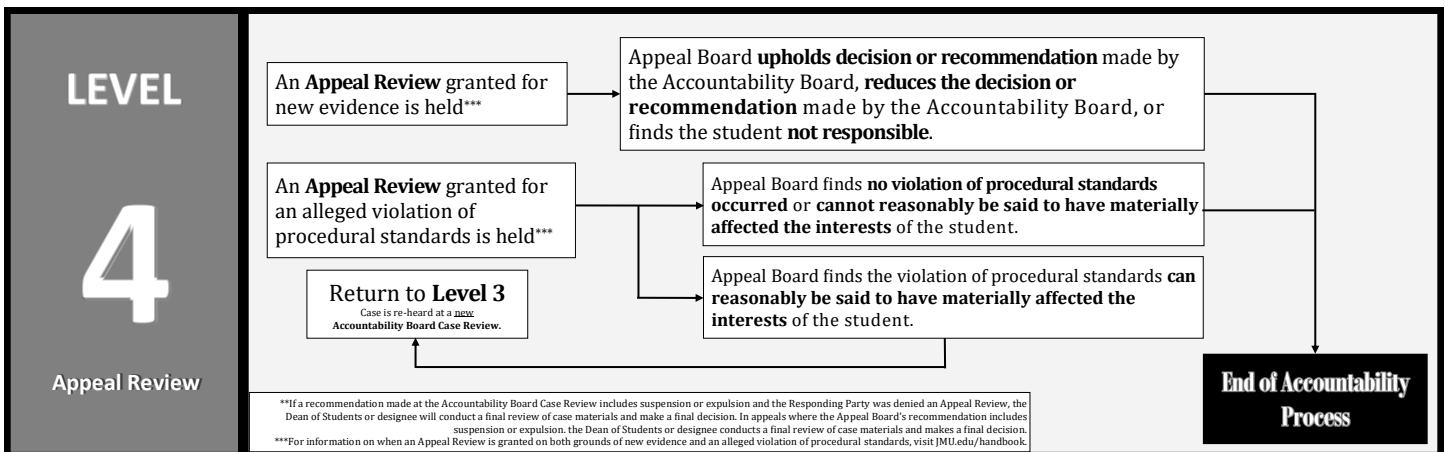 LEVEL
4
Appeal Review
An Appeal Review granted for
new evidence is held***
Appeal Board upholds decision or recommendation made by
the Accountability Board, reduces the decision or
recommendation made by the Accountability Board, or
finds the student not responsible.
An Appeal Review granted for
an alleged violation of
procedural standards is held***
Appeal Board finds no violation of procedural standards
occurred or cannot reasonably be said to have materially
affected the interests of the student.
Appeal Board finds the violation of procedural standards can
reasonably be said to have materially affected the
interests of the student.
Return to Level 3
Case is re-heard at a new
Accountability Board Case Review.
End of Accountability
Process
**If a recommendation made at the Accountability Board Case Review includes suspension or expulsion and the Responding Party was denied an Appeal Review, the
Dean of Students or designee will conduct a final review of case materials and make a final decision. In appeals where the Appeal Board's recommendation includes
suspension or expulsion. the Dean of Students or designee conducts a final review of case materials and makes a final decision.
***For information on when an Appeal Review is granted on both grounds of new evidence and an alleged violation of procedural standards, visit JMU.edu/handbook.